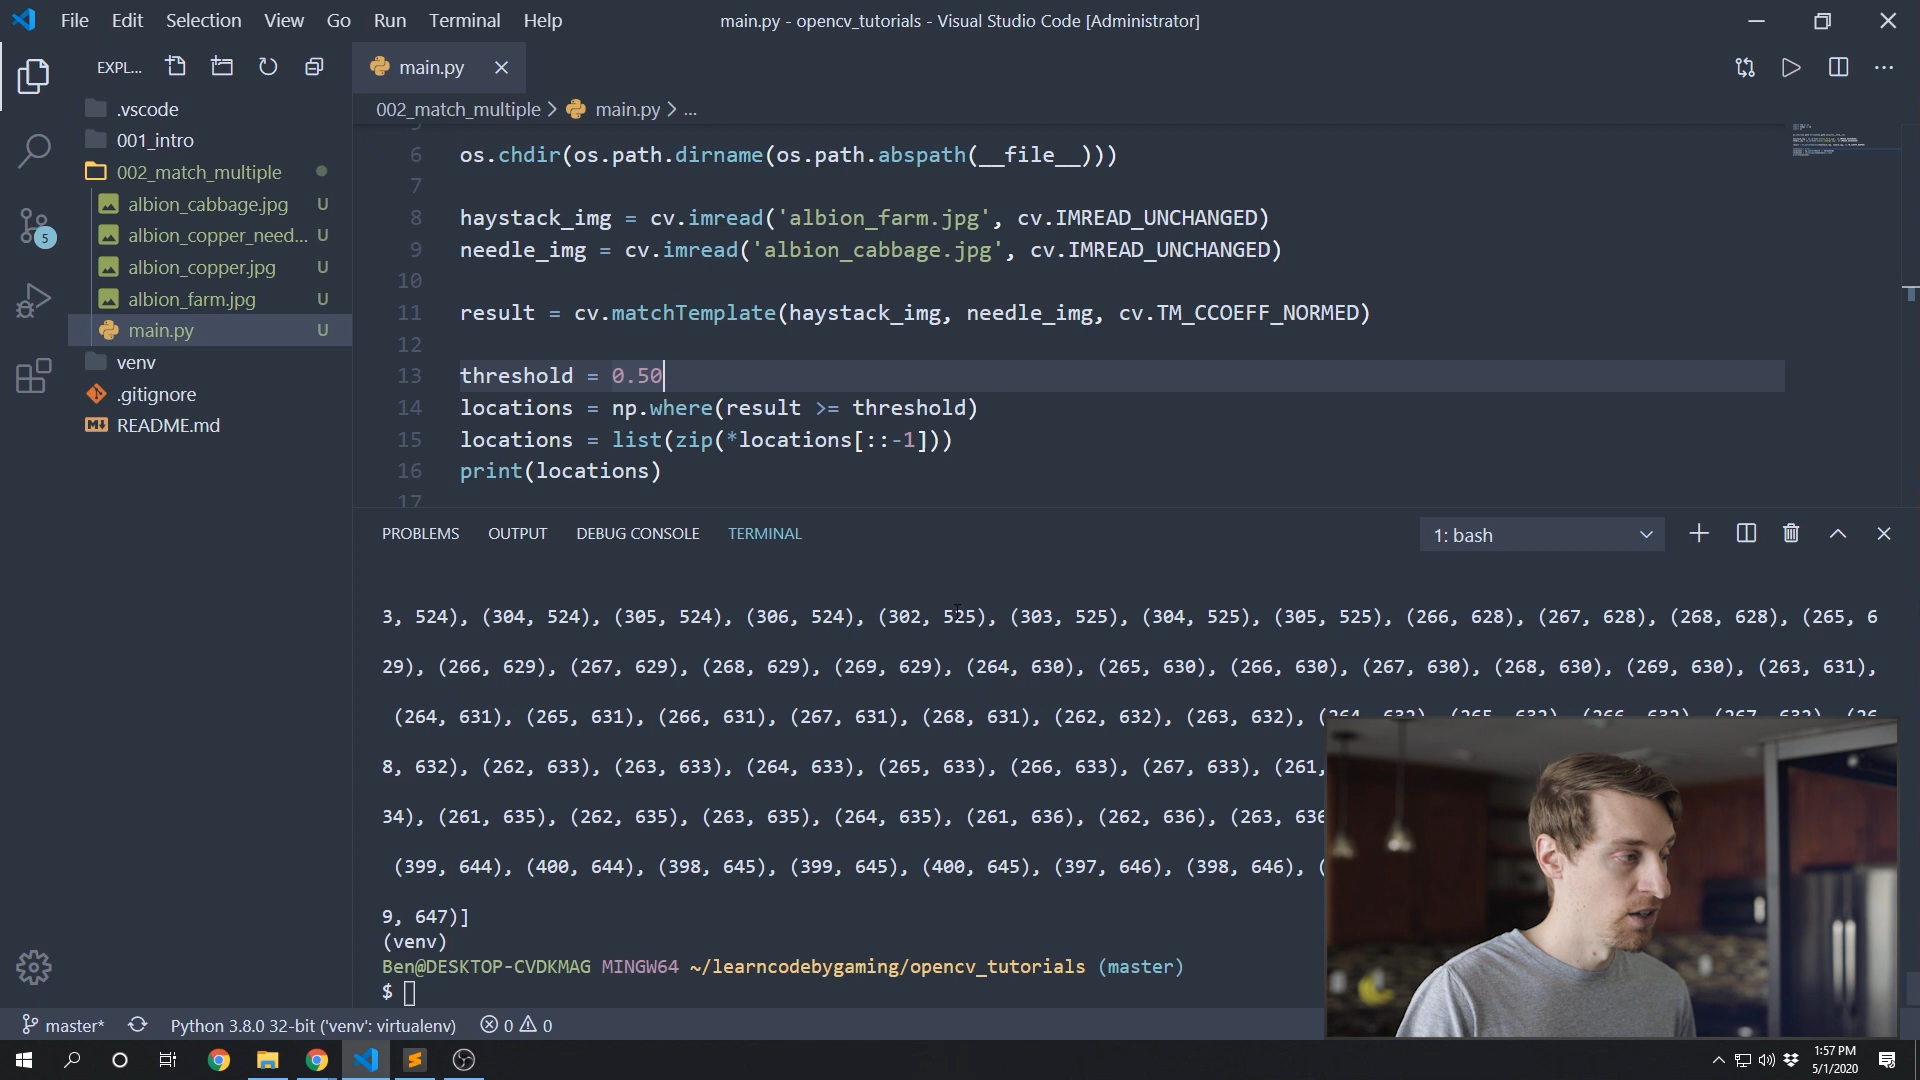 File Edit Selection View Go Run Terminal Help
main.py - opencv_tutorials - Visual Studio Code [Administrator]
EXPL...
main.py
002_match_multiple > main.py > ...
.vscode
001_intro
002_match_multiple
albion_cabbage.jpg U
albion_copper_need... U
albion_copper.jpg U
albion_farm.jpg U
main.py U
venv
.gitignore
README.md
5
6 os.chdir(os.path.dirname(os.path.abspath(__file__)))
7
8 haystack_img = cv.imread('albion_farm.jpg', cv.IMREAD_UNCHANGED)
9 needle_img = cv.imread('albion_cabbage.jpg', cv.IMREAD_UNCHANGED)
10
11 result = cv.matchTemplate(haystack_img, needle_img, cv.TM_CCOEFF_NORMED)
12
13 threshold = 0.50
14 locations = np.where(result >= threshold)
15 locations = list(zip(*locations[::-1]))
16 print(locations)
17
PROBLEMS OUTPUT DEBUG CONSOLE TERMINAL
1: bash
3, 524), (304, 524), (305, 524), (306, 524), (302, 525), (303, 525), (304, 525), (305, 525), (266, 628), (267, 628), (268, 628), (265, 6
29), (266, 629), (267, 629), (268, 629), (269, 629), (264, 630), (265, 630), (266, 630), (267, 630), (268, 630), (269, 630), (263, 631),
(264, 631), (265, 631), (266, 631), (267, 631), (268, 631), (262, 632), (263, 632), (264, 632), (265, 632), (266, 632), (267, 632), (26
8, 632), (262, 633), (263, 633), (264, 633), (265, 633), (266, 633), (267, 633), (261,
34), (261, 635), (262, 635), (263, 635), (264, 635), (261, 636), (262, 636), (263, 636
(399, 644), (400, 644), (398, 645), (399, 645), (400, 645), (397, 646), (398, 646), (
9, 647)]
(venv)
Ben@DESKTOP-CVDKMAG MINGW64 ~/learncodebygaming/opencv_tutorials (master)
$
master* Python 3.8.0 32-bit ('venv': virtualenv) 0 0
1:57 PM
5/1/2020